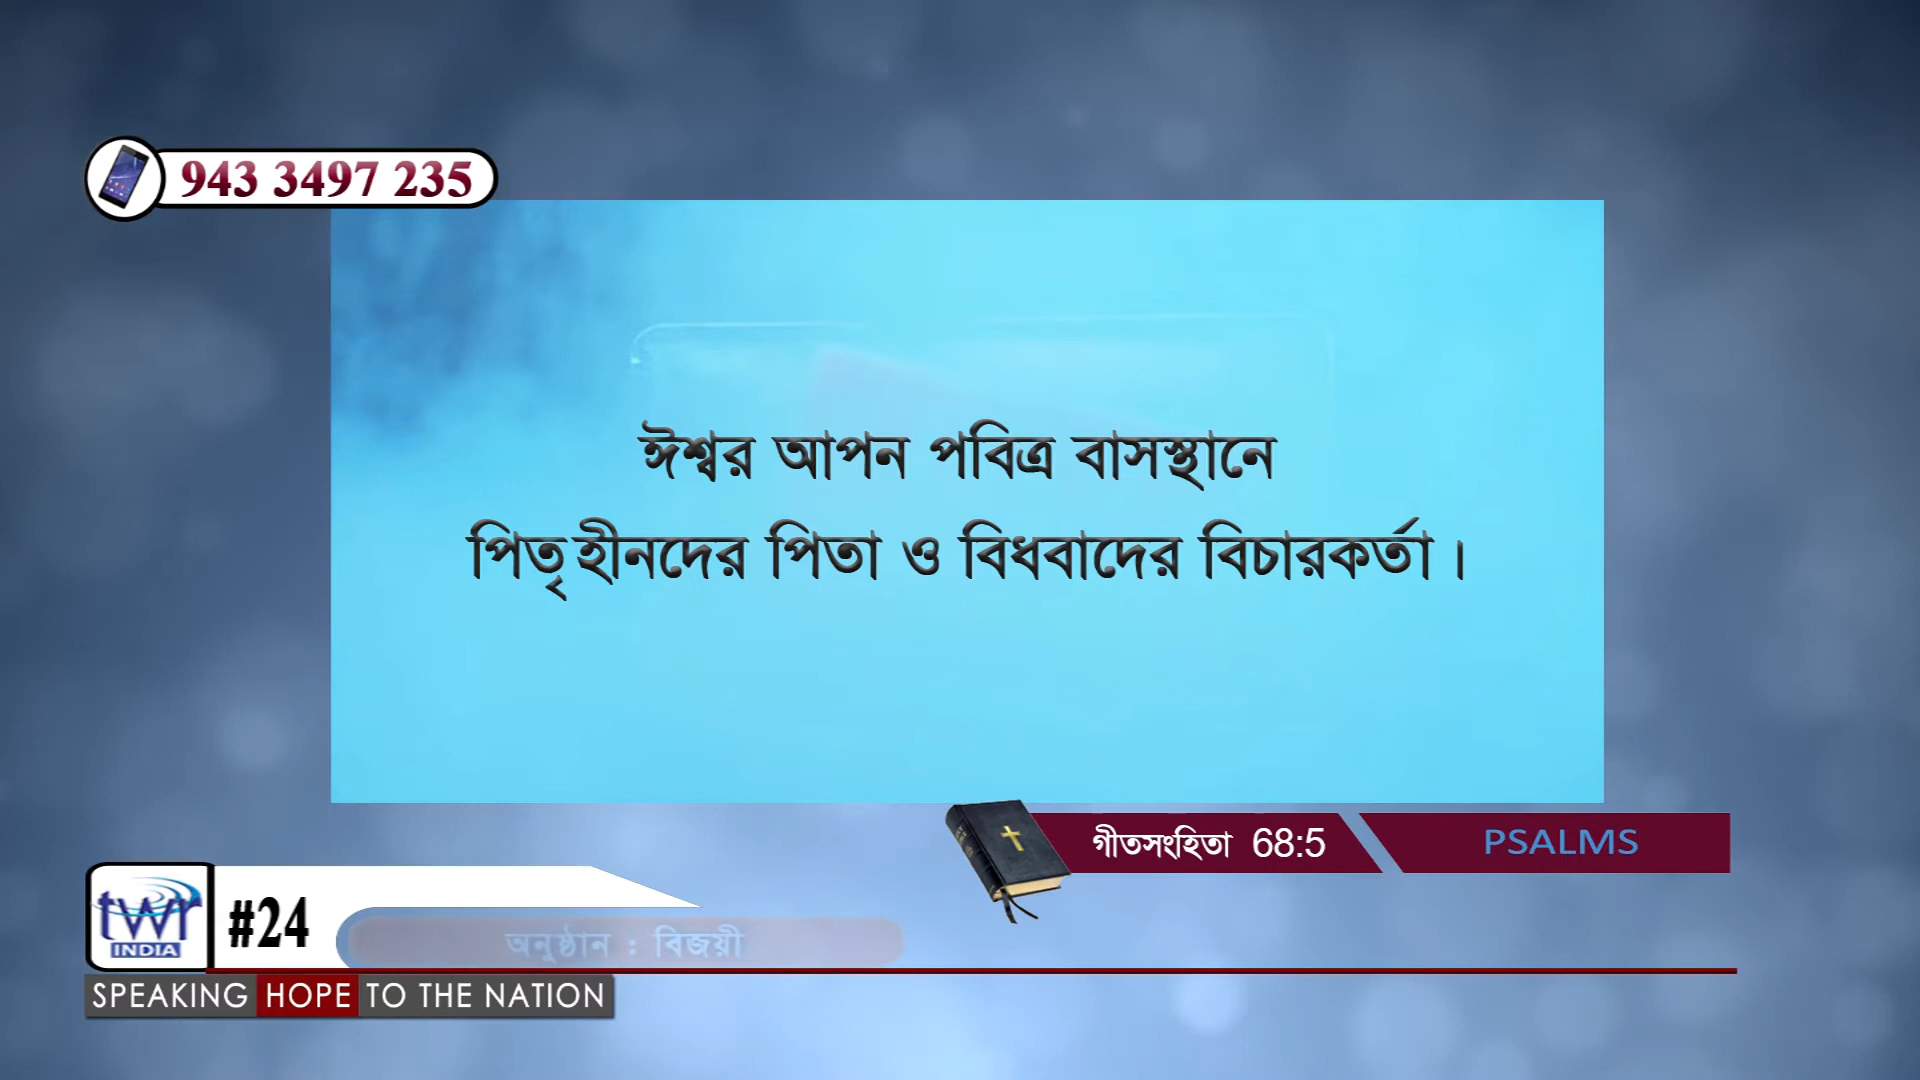 943 3497 235
ঈশ্বর আপন পবিত্র বাসস্থানে
পিতৃহীনদের পিতা ও বিধবাদের বিচারকর্তা।
গীতসংহিতা 68:5
PSALMS
twr
INDIA
#24
অনুষ্ঠান : বিজয়ী
SPEAKING HOPE TO THE NATION